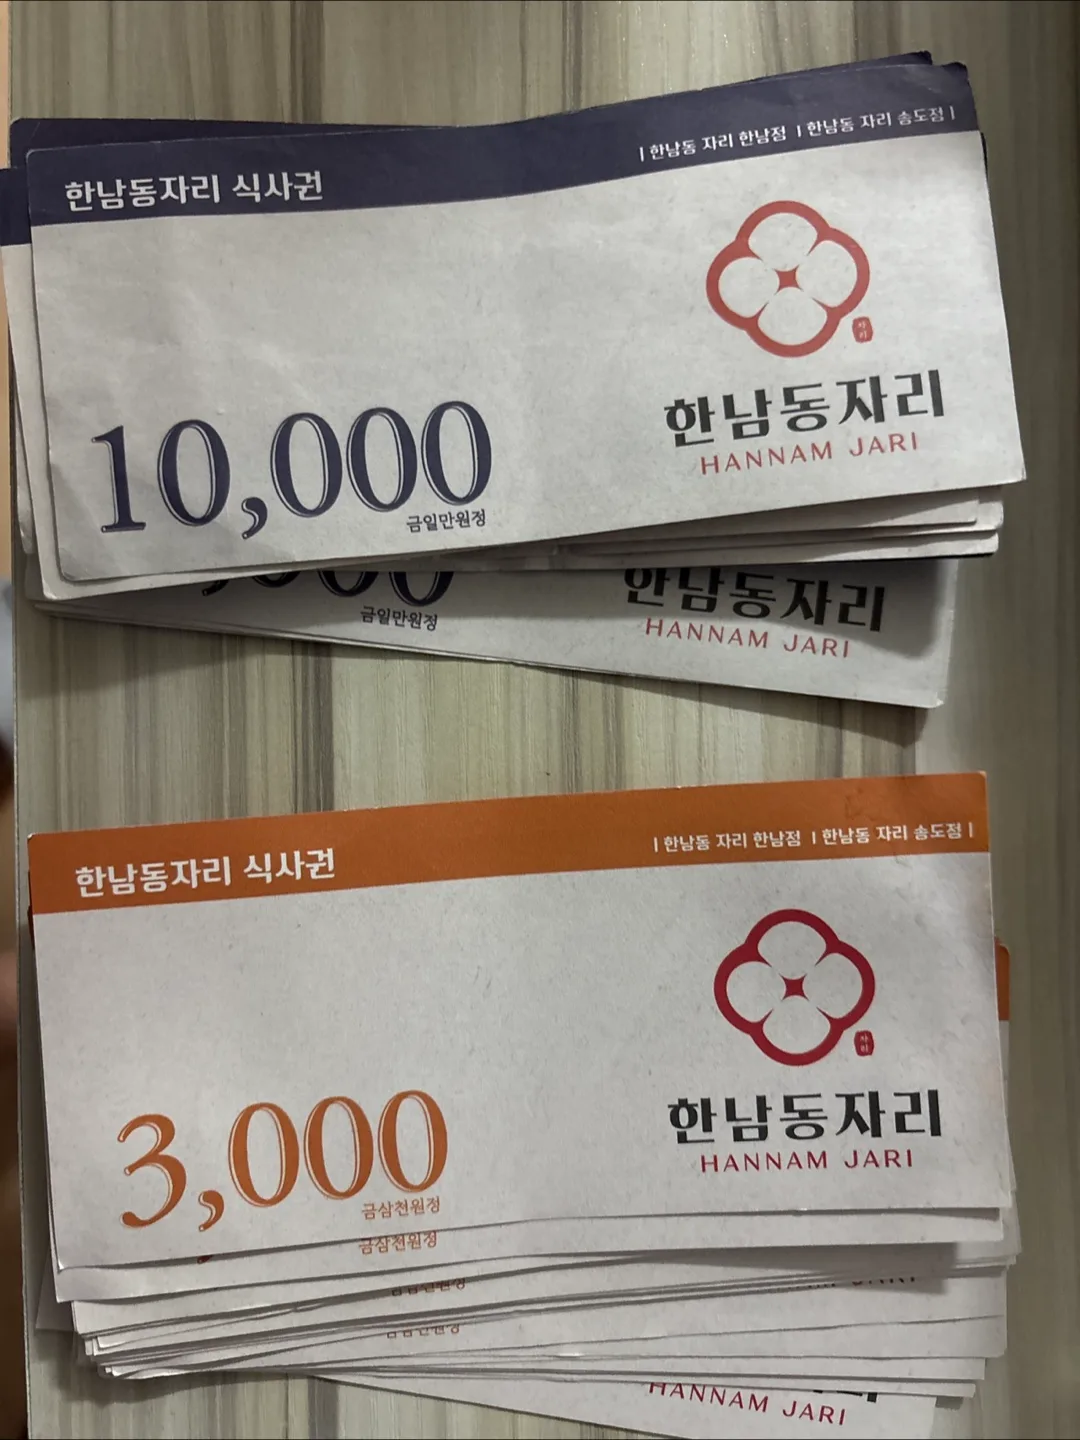 한남동자리 식사권
| 한남동 자리 한남점 | 한남동 자리 송도점 |
자리
한남동자리
HANNAM JARI
10,000
금일만원정
금일만원정
한남동자리
HANNAM JARI
한남동자리 식사권
| 한남동 자리 한남점 | 한남동 자리 송도점 |
자리
한남동자리
HANNAM JARI
3,000
금삼천원정
금삼천원정
HANNAM JARI